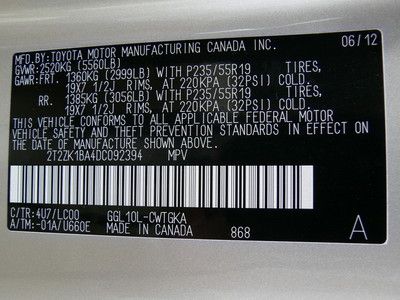 MFD.BY:TOYOTA MOTOR MANUFACTURING CANADA INC. 06/12
GVWR:2520KG (5560LB)
GAWR:FRT. 1360KG (2999LB)WITH P235/55R19 TIRES,
19X7 1/2J RIMS, AT 220KPA (32PSI) COLD.
RR. 1385KG (3056LB)WITH P235/55R19 TIRES,
19X7 1/2J RIMS, AT 220KPA (32PSI) COLD.
THIS VEHICLE CONFORMS TO ALL APPLICABLE FEDERAL MOTOR
VEHICLE SAFETY AND THEFT PREVENTION STANDARDS IN EFFECT ON
THE DATE OF MANUFACTURE SHOWN ABOVE.
2T2ZK1BA4DC092394 MPV
C/TR:4U7/LC00 GGL10L-CWTGKA
A/TM:-01A/U660E MADE IN CANADA 868 A